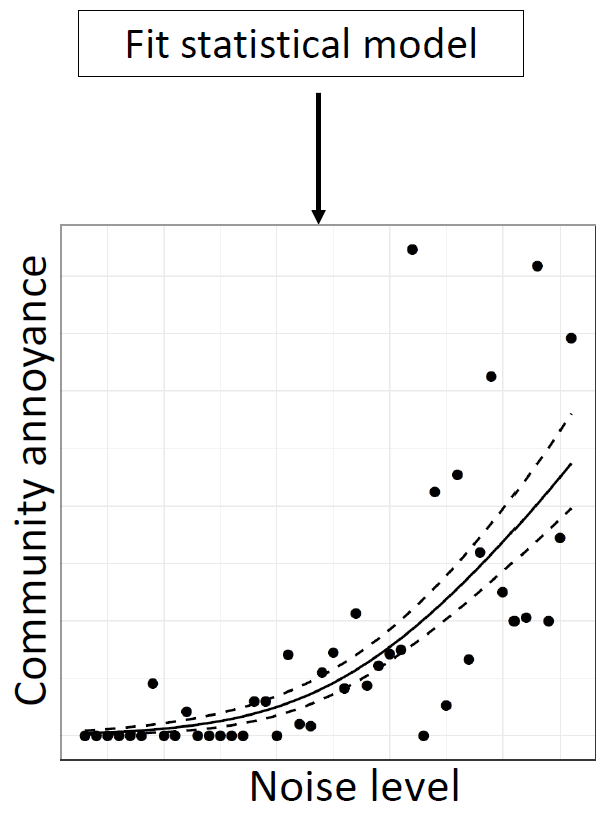 Fit statistical model
Community annoyance
Noise level